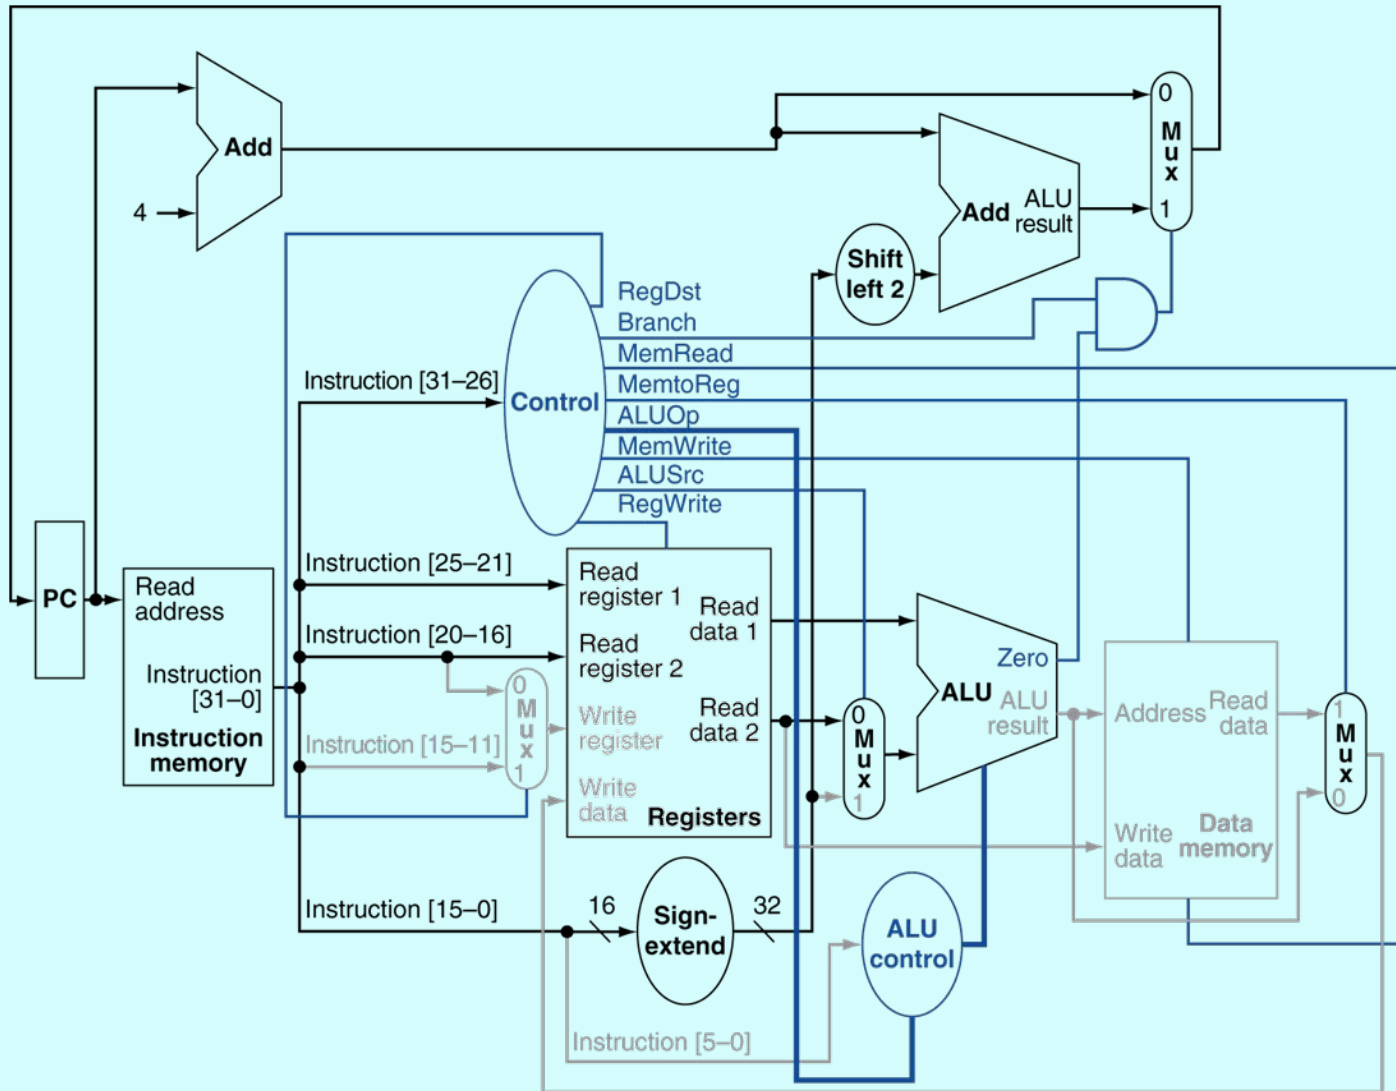 Add
4
0
M
u
x
1
Add
ALU
result
Shift
left 2
RegDst
Branch
MemRead
MemtoReg
ALUOp
MemWrite
ALUSrc
RegWrite
Instruction [31–26]
Control
PC
Read
address
Instruction
[31–0]
Instruction
memory
Instruction [25–21]
Instruction [20–16]
Instruction [15–11]
0
M
u
x
1
Read
register 1
Read
data 1
Read
register 2
Write
register
Read
data 2
Write
data
Registers
0
M
u
x
1
Zero
ALU
ALU
result
Address
Read
data
Write
data
Data
memory
1
M
u
x
0
Instruction [15–0]
16
Sign-
extend
32
ALU
control
Instruction [5–0]